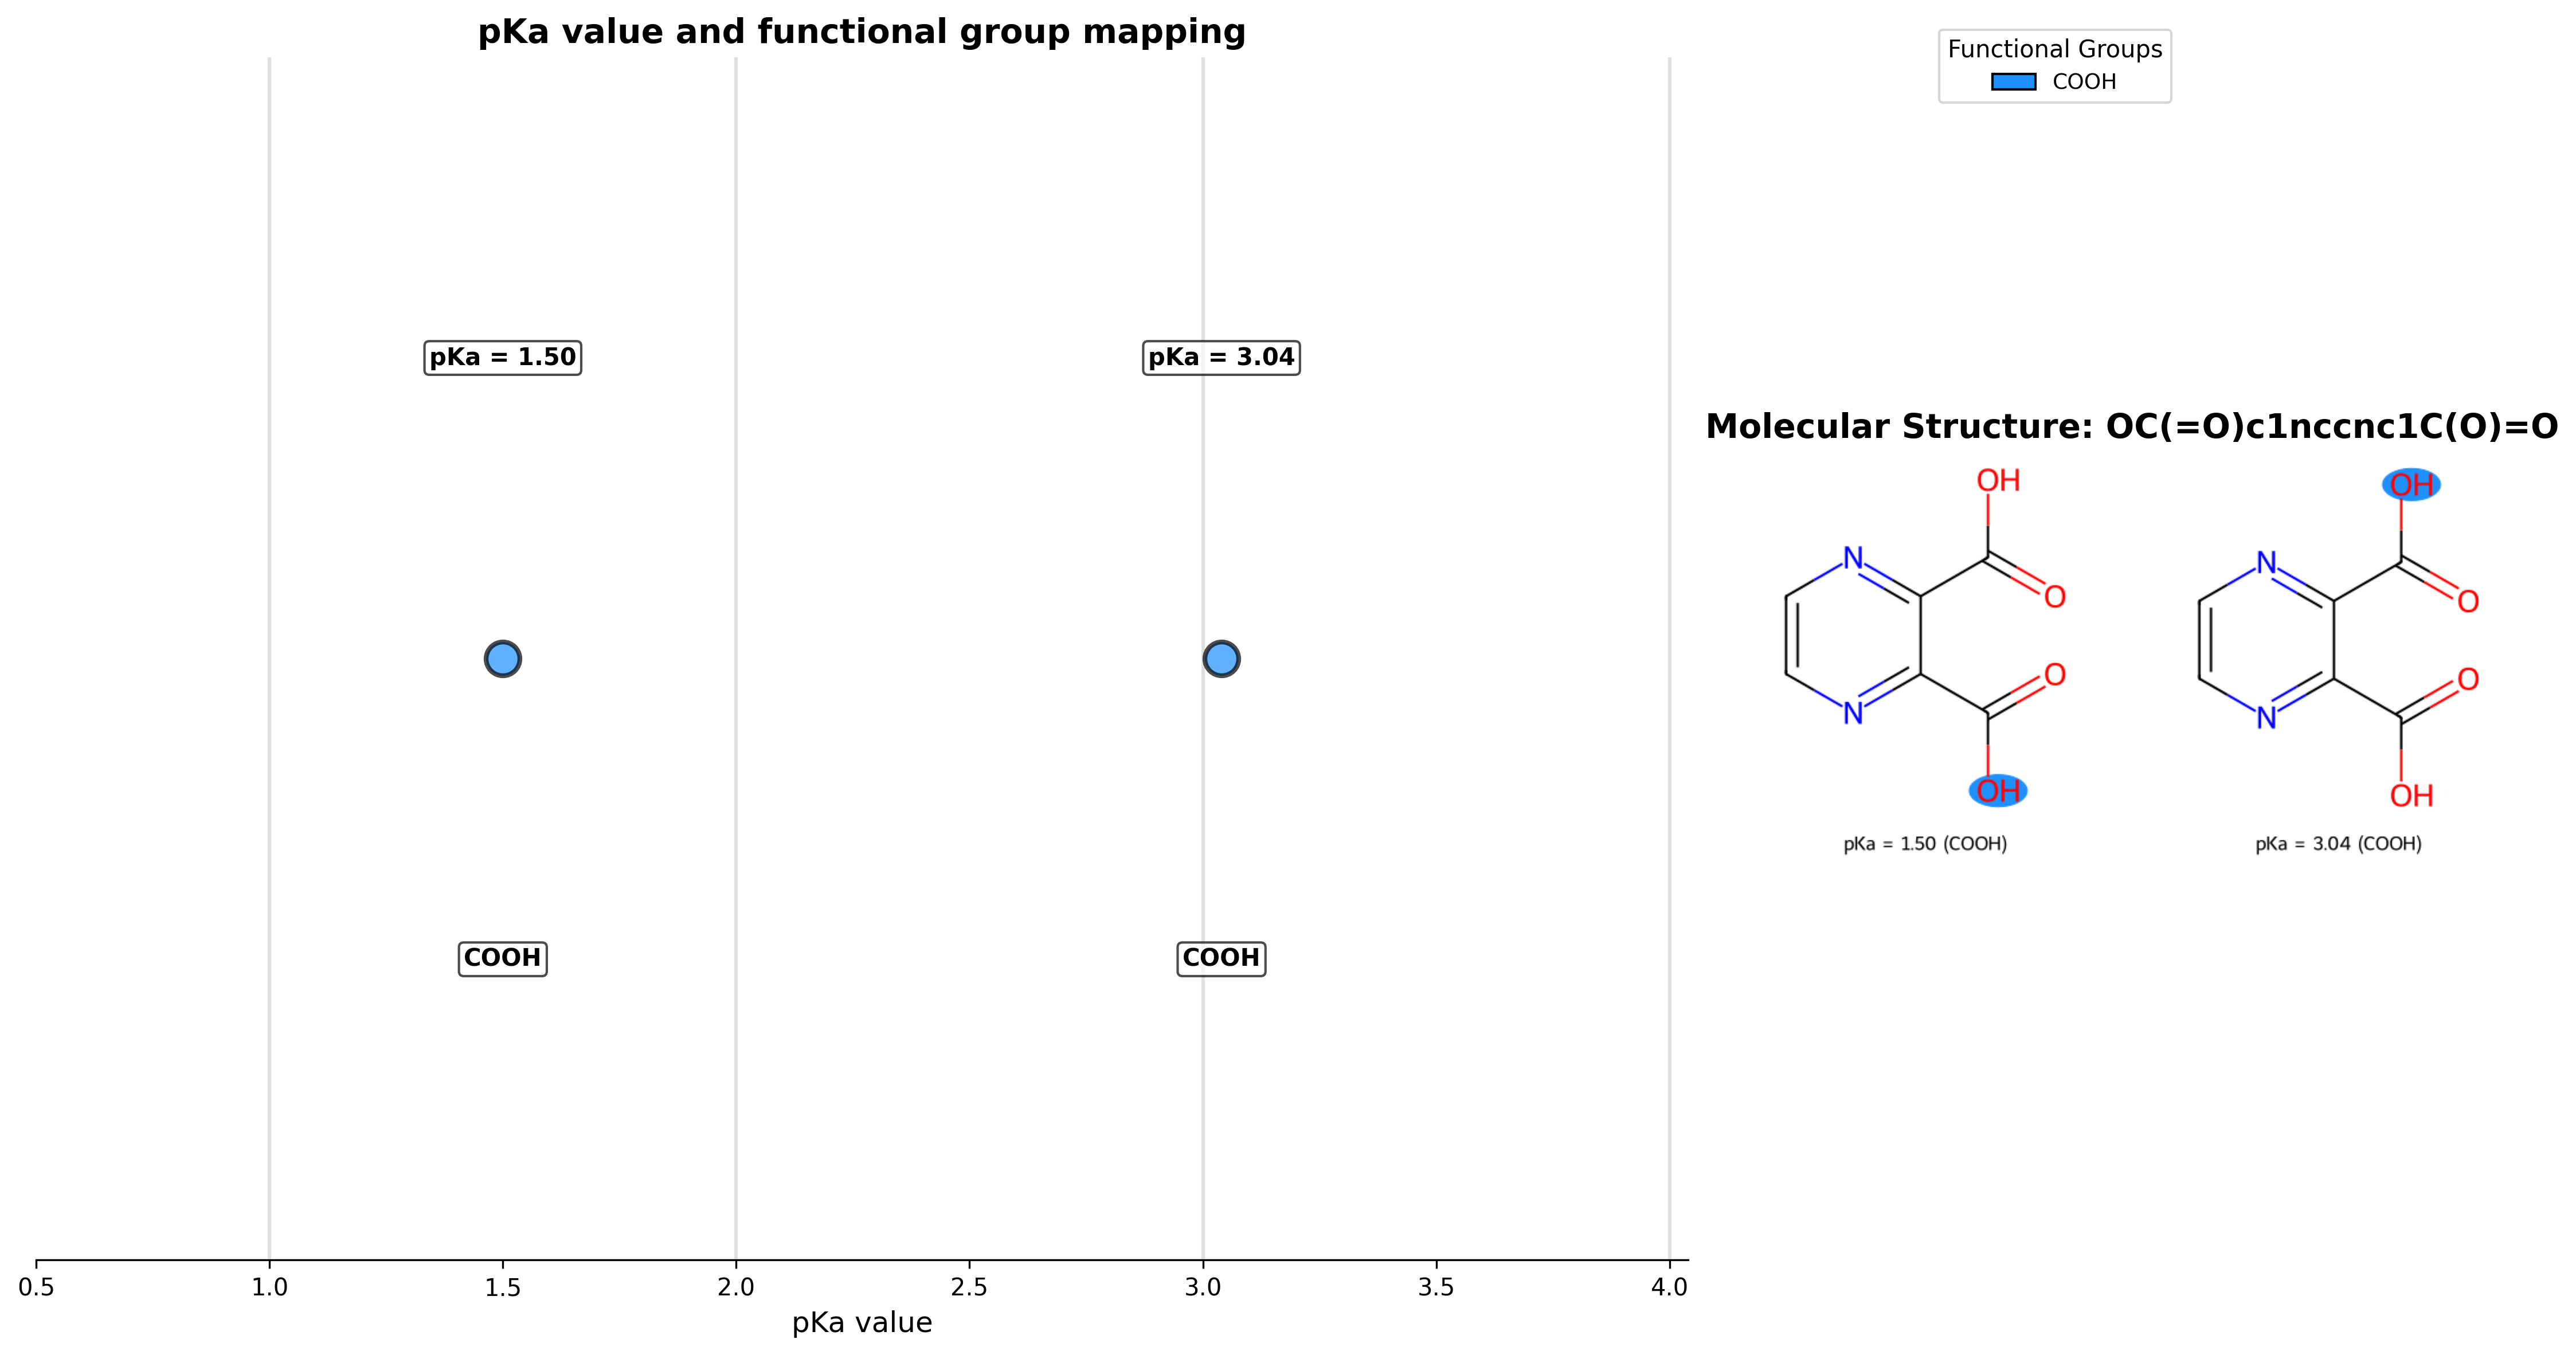 pKa value and functional group mapping
pKa = 1.50
pKa = 3.04
COOH
COOH
0.5
1.0
1.5
2.0
2.5
3.0
3.5
4.0
pKa value
Functional Groups
COOH
Molecular Structure: OC(=O)c1nccnc1C(O)=O
OH
N
O
O
N
OH
pKa = 1.50 (COOH)
OH
N
O
O
N
OH
pKa = 3.04 (COOH)